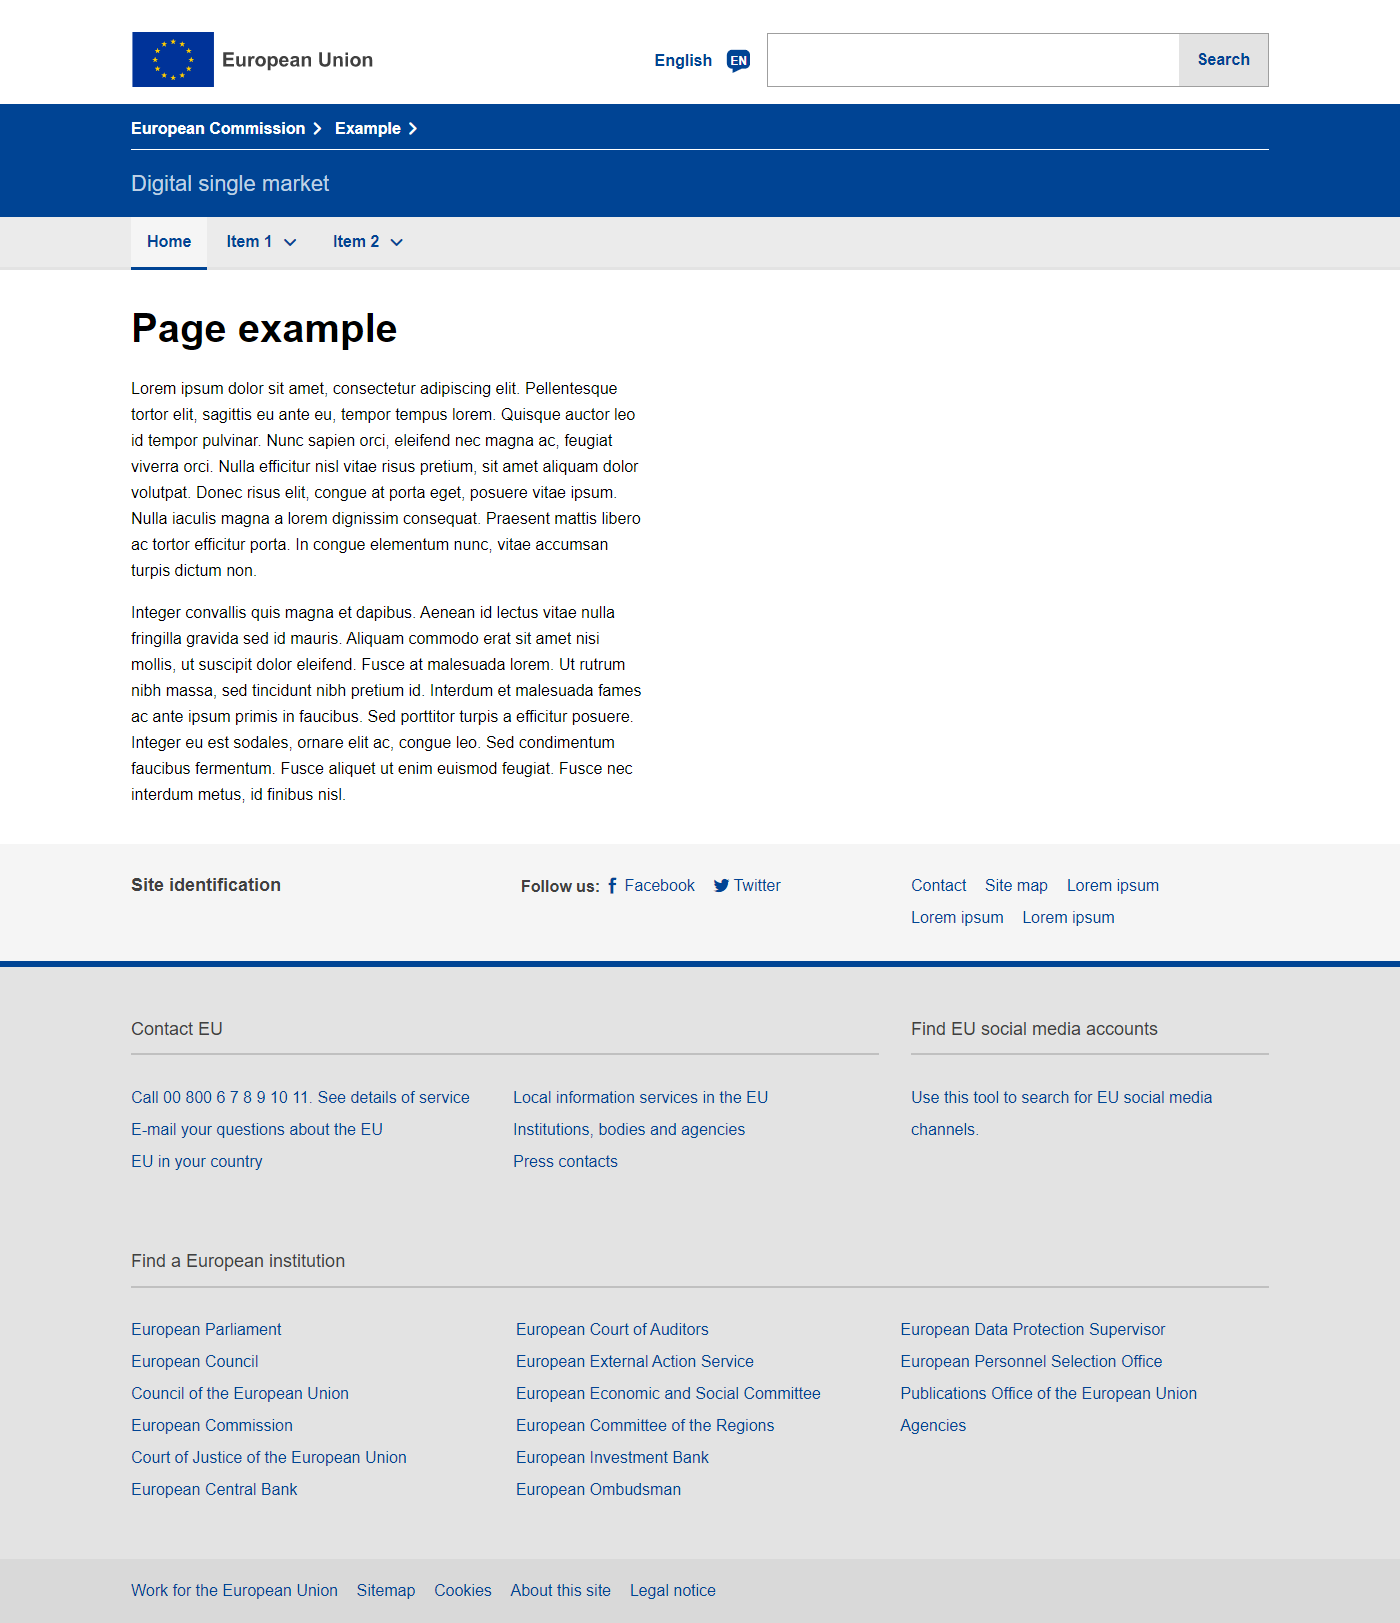 European Union
English EN Search
European Commission Example
Digital single market
Home Item 1 Item 2
Page example
Lorem ipsum dolor sit amet, consectetur adipiscing elit. Pellentesque
tortor elit, sagittis eu ante eu, tempor tempus lorem. Quisque auctor leo
id tempor pulvinar. Nunc sapien orci, eleifend nec magna ac, feugiat
viverra orci. Nulla efficitur nisl vitae risus pretium, sit amet aliquam dolor
volutpat. Donec risus elit, congue at porta eget, posuere vitae ipsum.
Nulla iaculis magna a lorem dignissim consequat. Praesent mattis libero
ac tortor efficitur porta. In congue elementum nunc, vitae accumsan
turpis dictum non.
Integer convallis quis magna et dapibus. Aenean id lectus vitae nulla
fringilla gravida sed id mauris. Aliquam commodo erat sit amet nisi
mollis, ut suscipit dolor eleifend. Fusce at malesuada lorem. Ut rutrum
nibh massa, sed tincidunt nibh pretium id. Interdum et malesuada fames
ac ante ipsum primis in faucibus. Sed porttitor turpis a efficitur posuere.
Integer eu est sodales, ornare elit ac, congue leo. Sed condimentum
faucibus fermentum. Fusce aliquet ut enim euismod feugiat. Fusce nec
interdum metus, id finibus nisl.
Site identification
Follow us: Facebook Twitter
Contact Site map Lorem ipsum
Lorem ipsum Lorem ipsum
Contact EU
Call 00 800 6 7 8 9 10 11. See details of service
E-mail your questions about the EU
EU in your country
Local information services in the EU
Institutions, bodies and agencies
Press contacts
Find EU social media accounts
Use this tool to search for EU social media
channels.
Find a European institution
European Parliament
European Council
Council of the European Union
European Commission
Court of Justice of the European Union
European Central Bank
European Court of Auditors
European External Action Service
European Economic and Social Committee
European Committee of the Regions
European Investment Bank
European Ombudsman
European Data Protection Supervisor
European Personnel Selection Office
Publications Office of the European Union
Agencies
Work for the European Union Sitemap Cookies About this site Legal notice